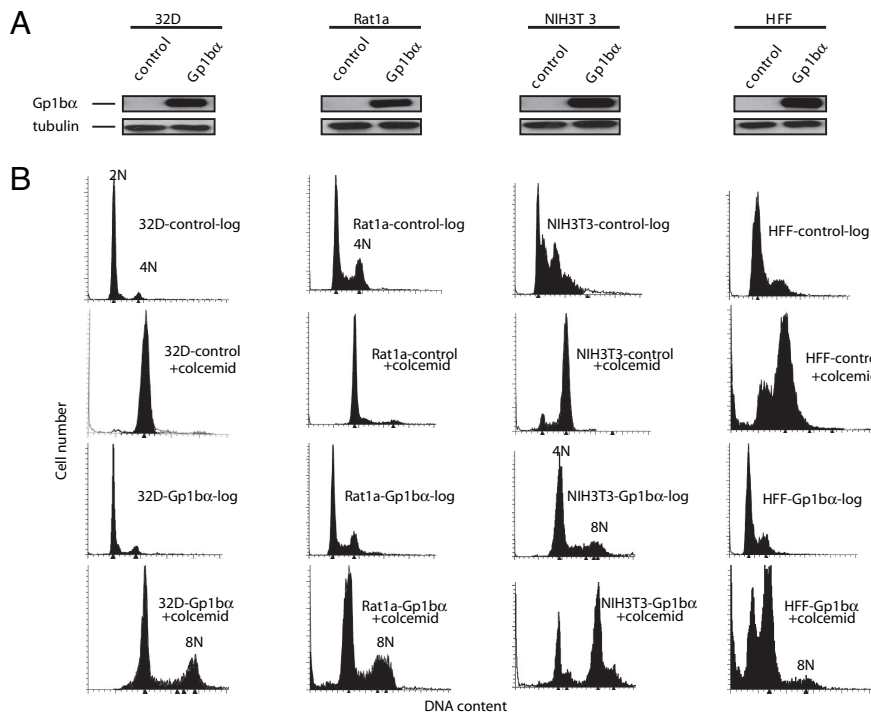 A
32D
Rat1a
NIH3T 3
HFF
control
Gp1bα
control
Gp1bα
control
Gp1bα
control
Gp1bα
Gp1bα
tubulin
B
2N
32D-control-log
4N
Rat1a-control-log
4N
NIH3T3-control-log
HFF-control-log
32D-control
+colcemid
Rat1a-control
+colcemid
NIH3T3-control
+colcemid
HFF-contro
+colcemid
Cell number
32D-Gp1bα-log
Rat1a-Gp1bα-log
4N
NIH3T3-Gp1bα-log
8N
HFF-Gp1bα-log
32D-Gp1bα
+colcemid
8N
Rat1a-Gp1bα
+colcemid
8N
NIH3T3-Gp1bα
+colcemid
HFF-Gp1bα
+colcemid
8N
DNA content